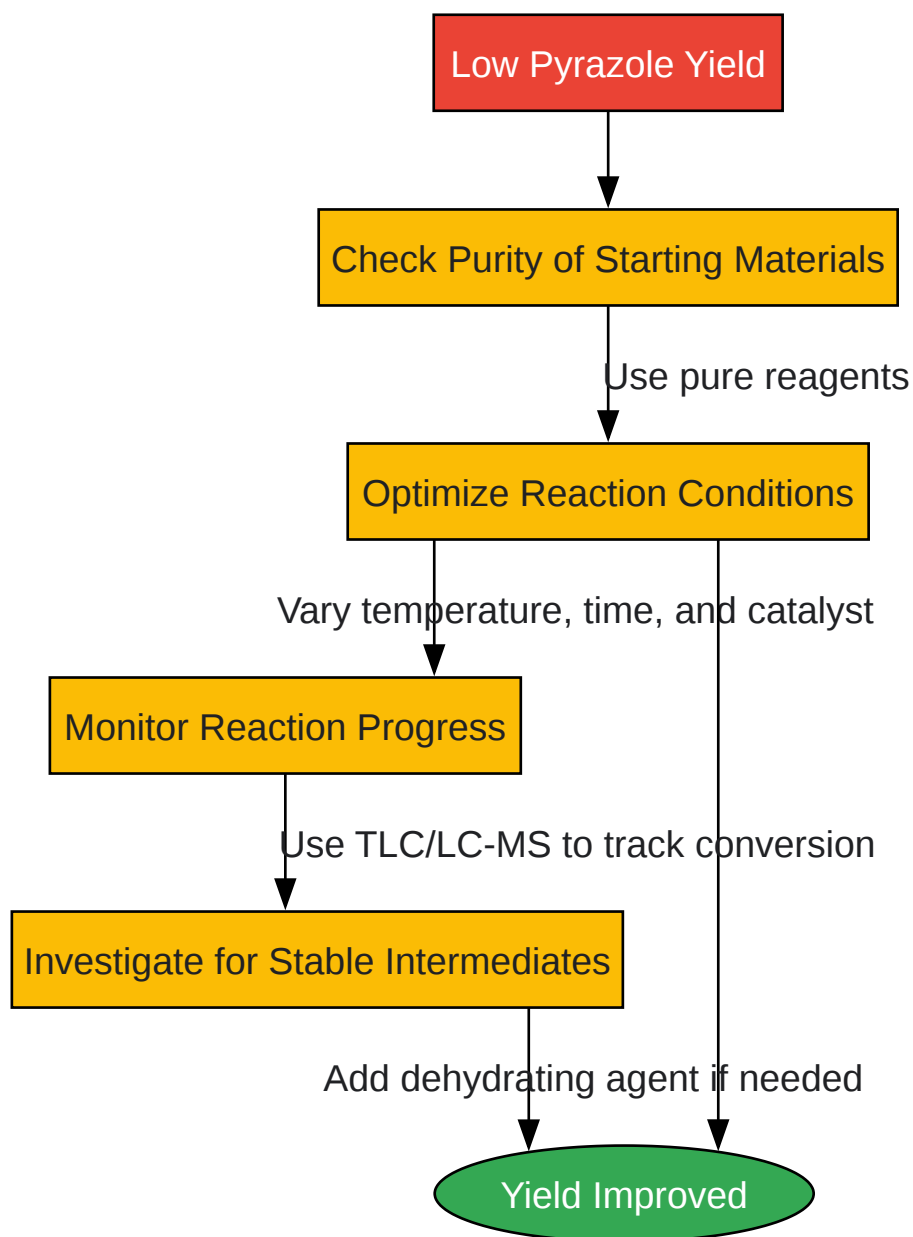 Low Pyrazole Yield
Check Purity of Starting Materials
Use pure reagents
Optimize Reaction Conditions
Vary temperature, time, and catalyst
Monitor Reaction Progress
Use TLC/LC-MS to track conversion
Investigate for Stable Intermediates
Add dehydrating agent if needed
Yield Improved